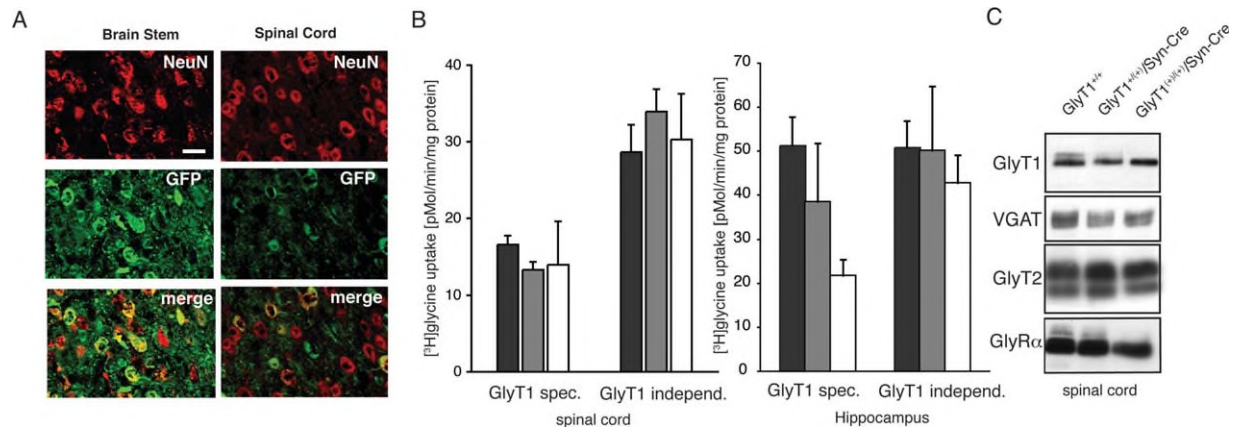 A
Brain Stem
Spinal Cord
NeuN
NeuN
GFP
GFP
merge
merge
B
[³H]glycine uptake [pMol/min/mg protein]
40
30
20
10
0
GlyT1 spec.
GlyT1 independ.
spinal cord
[³H]glycine uptake [pMol/min/mg protein]
70
60
50
40
30
20
10
0
GlyT1 spec.
GlyT1 independ.
Hippocampus
C
GlyT1+/+
GlyT1+/(+)/Syn-Cre
GlyT1(+)/(+)/Syn-Cre
GlyT1
VGAT
GlyT2
GlyRα
spinal cord